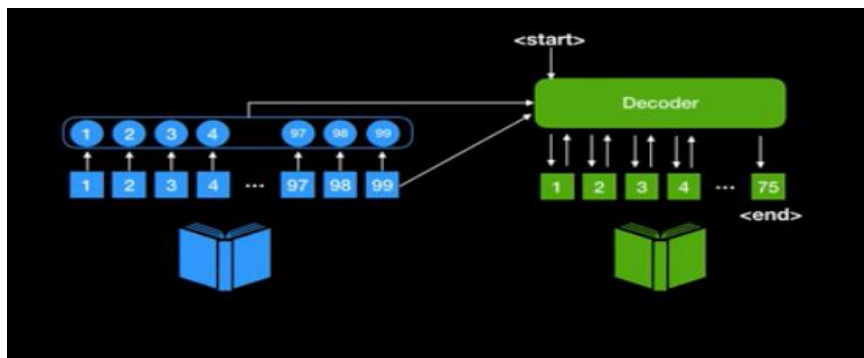 <start>
Decoder
1 2 3 4 97 98 99
1 2 3 4 ... 97 98 99
1 2 3 4 ... 75
<end>